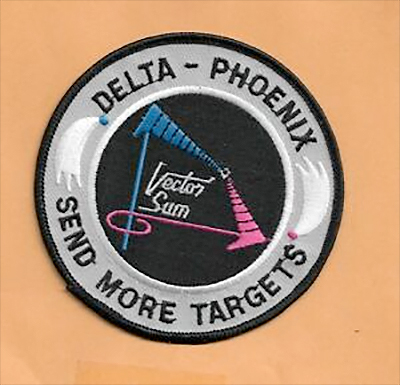 DELTA - PHOENIX
Vector
Sum
SEND MORE TARGETS